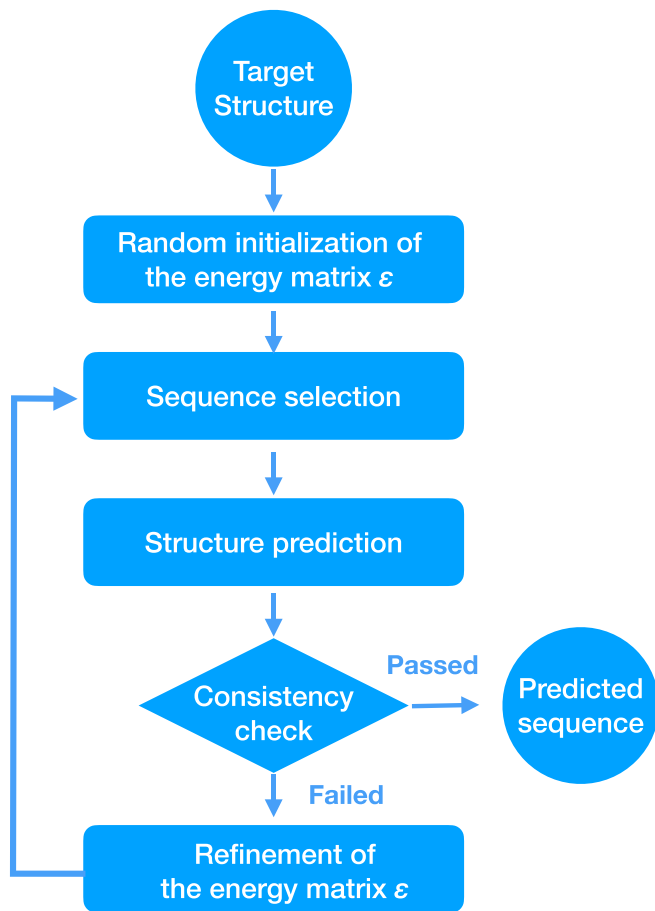 Target
Structure
Random initialization of
the energy matrix ε
Sequence selection
Structure prediction
Consistency
check
Passed
Predicted
sequence
Failed
Refinement of
the energy matrix ε